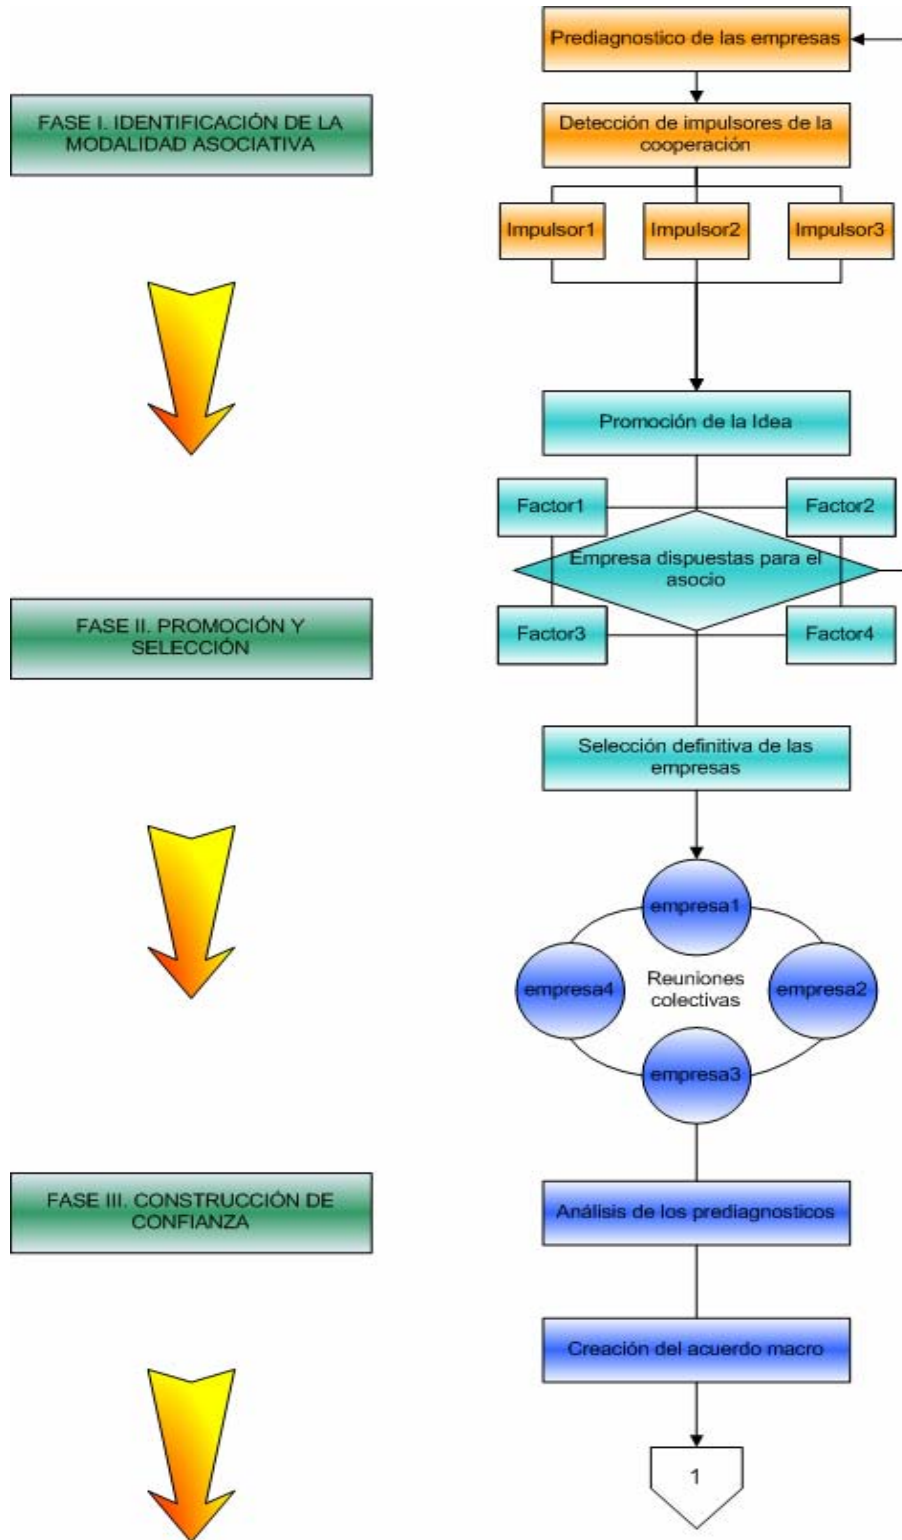 Prediagnostico de las empresas
FASE I. IDENTIFICACIÓN DE LA
MODALIDAD ASOCIATIVA
Detección de impulsores de la
cooperación
Impulsor1
Impulsor2
Impulsor3
Promoción de la Idea
Factor1
Factor2
Empresa dispuestas para el
asocio
FASE II. PROMOCIÓN Y
SELECCIÓN
Factor3
Factor4
Selección definitiva de las
empresas
empresa1
empresa4
Reuniones
colectivas
empresa2
empresa3
FASE III. CONSTRUCCIÓN DE
CONFIANZA
Análisis de los prediagnosticos
Creación del acuerdo macro
1